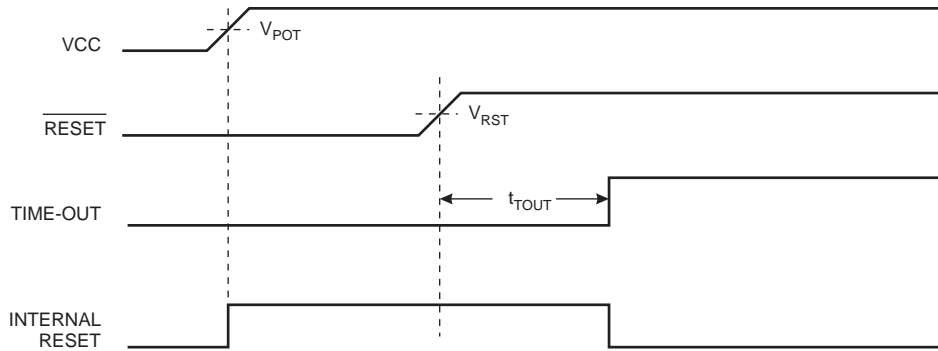 VCC
V_POT
RESET
V_RST
TIME-OUT
t_TOUT
INTERNAL
RESET